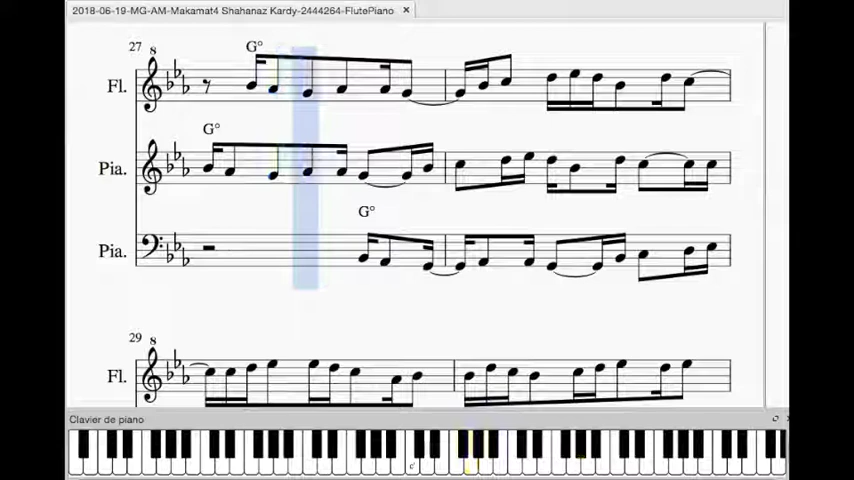 2018-06-19-MG-AM-Makamat4 Shahanaz Kardy-2444264-FlutePiano ×
27
8
G°
Fl.
G°
Pia.
G°
Pia.
29
8
Fl.
Clavier de piano
c'